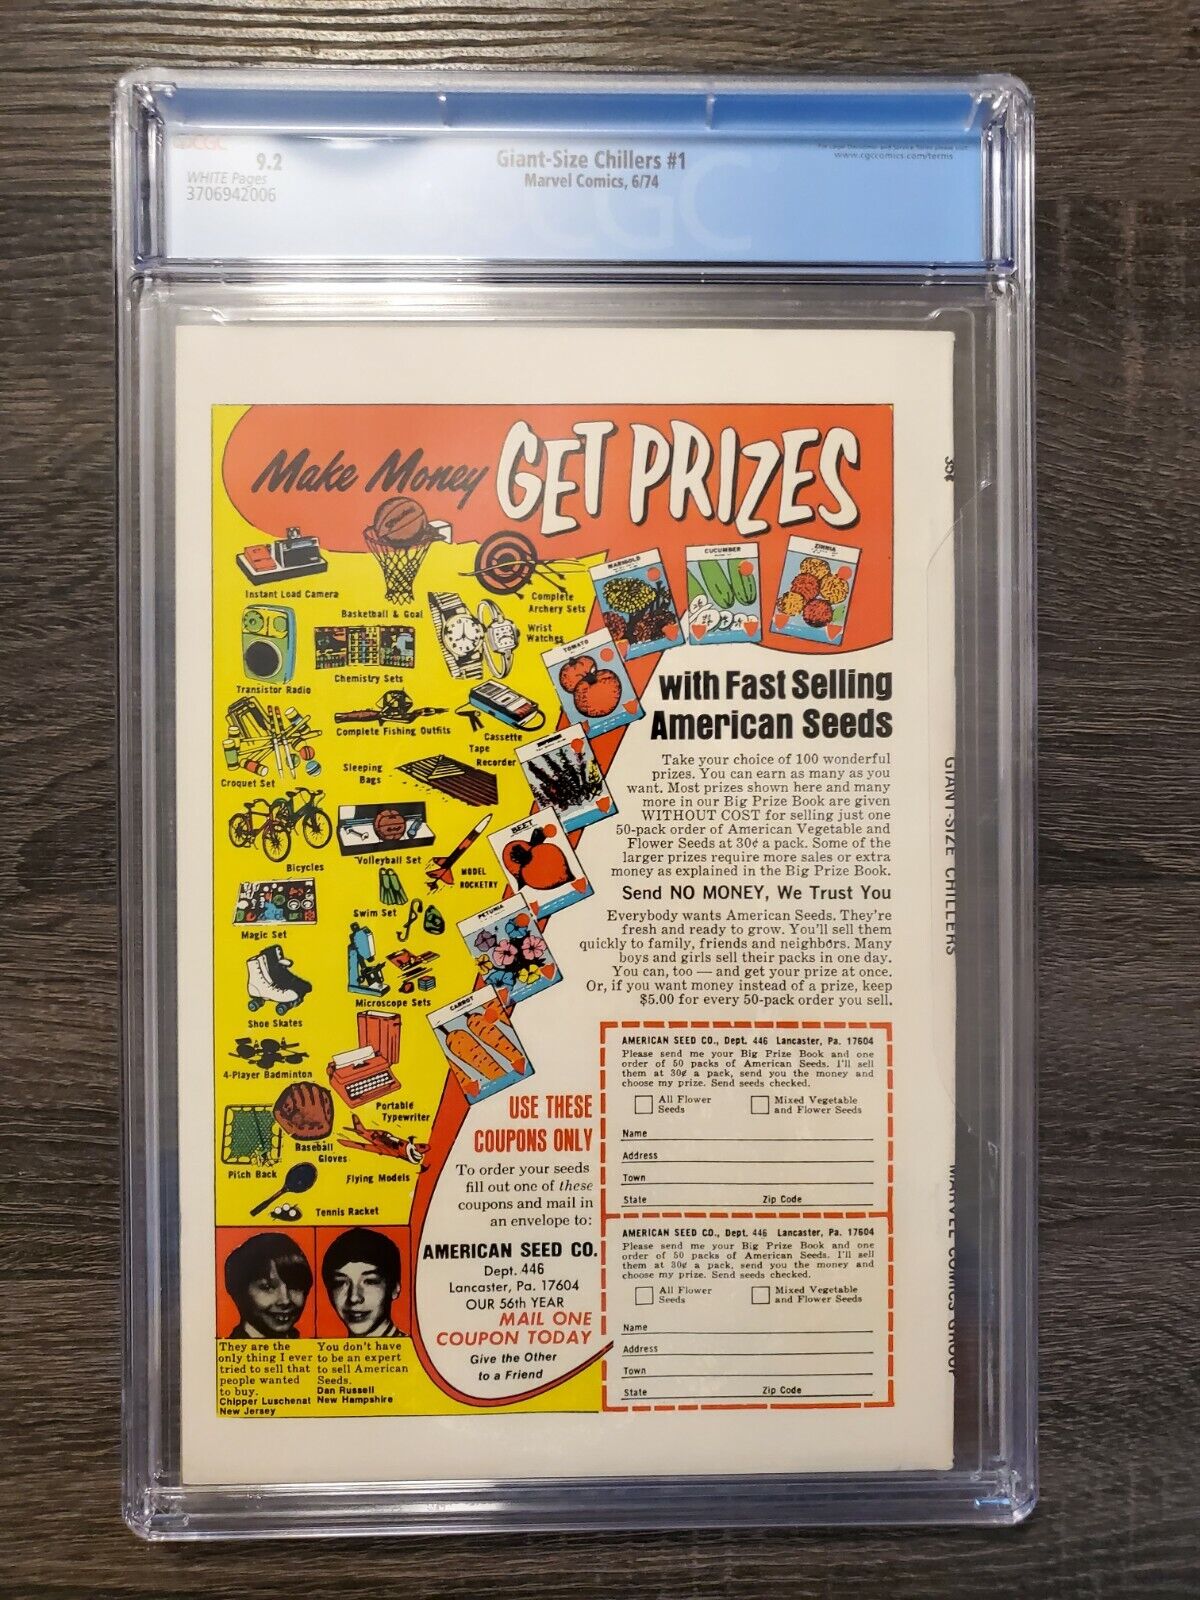 CGC
9.2
WHITE Pages
3706942006
Giant-Size Chillers #1
Marvel Comics, 6/74
www.cgccomics.com/terms
CGC
Make Money GET PRIZES
Instant Load Camera
Basketball & Goal
Complete
Archery Sets
Wrist
Watches
Transistor Radio
Chemistry Sets
Complete Fishing Outfits
Cassette
Tape
Recorder
Croquet Set
Sleeping
Bags
Bicycles
Volleyball Set
MODEL
ROCKETRY
Magic Set
Swim Set
Shoe Skates
Microscope Sets
4-Player Badminton
Portable
Typewriter
Pitch Back
Baseball
Gloves
Flying Models
Tennis Racket
MARIGOLD
CUCUMBER
ZINNIA
TOMATO
BEET
PETUNIA
CARROT
with Fast Selling
American Seeds
Take your choice of 100 wonderful
prizes. You can earn as many as you
want. Most prizes shown here and many
more in our Big Prize Book are given
WITHOUT COST for selling just one
50-pack order of American Vegetable and
Flower Seeds at 30¢ a pack. Some of the
larger prizes require more sales or extra
money as explained in the Big Prize Book.
Send NO MONEY, We Trust You
Everybody wants American Seeds. They're
fresh and ready to grow. You'll sell them
quickly to family, friends and neighbors. Many
boys and girls sell their packs in one day.
You can, too — and get your prize at once.
Or, if you want money instead of a prize, keep
$5.00 for every 50-pack order you sell.
USE THESE
COUPONS ONLY
To order your seeds
fill out one of these
coupons and mail in
an envelope to:
AMERICAN SEED CO.
Dept. 446
Lancaster, Pa. 17604
OUR 56th YEAR
MAIL ONE
COUPON TODAY
Give the Other
to a Friend
AMERICAN SEED CO., Dept. 446 Lancaster, Pa. 17604
Please send me your Big Prize Book and one
order of 50 packs of American Seeds. I'll sell
them at 30¢ a pack, send you the money and
choose my prize. Send seeds checked.
All Flower
Seeds
Mixed Vegetable
and Flower Seeds
Name
Address
Town
State Zip Code
AMERICAN SEED CO., Dept. 446 Lancaster, Pa. 17604
Please send me your Big Prize Book and one
order of 50 packs of American Seeds. I'll sell
them at 30¢ a pack, send you the money and
choose my prize. Send seeds checked.
All Flower
Seeds
Mixed Vegetable
and Flower Seeds
Name
Address
Town
State Zip Code
They are the
only thing I ever
tried to sell that
people wanted
to buy.
Chipper Luschenat
New Jersey
You don't have
to be an expert
to sell American
Seeds.
Dan Russell
New Hampshire
35¢
GIANT-SIZE CHILLERS
MARVEL COMICS GROUP